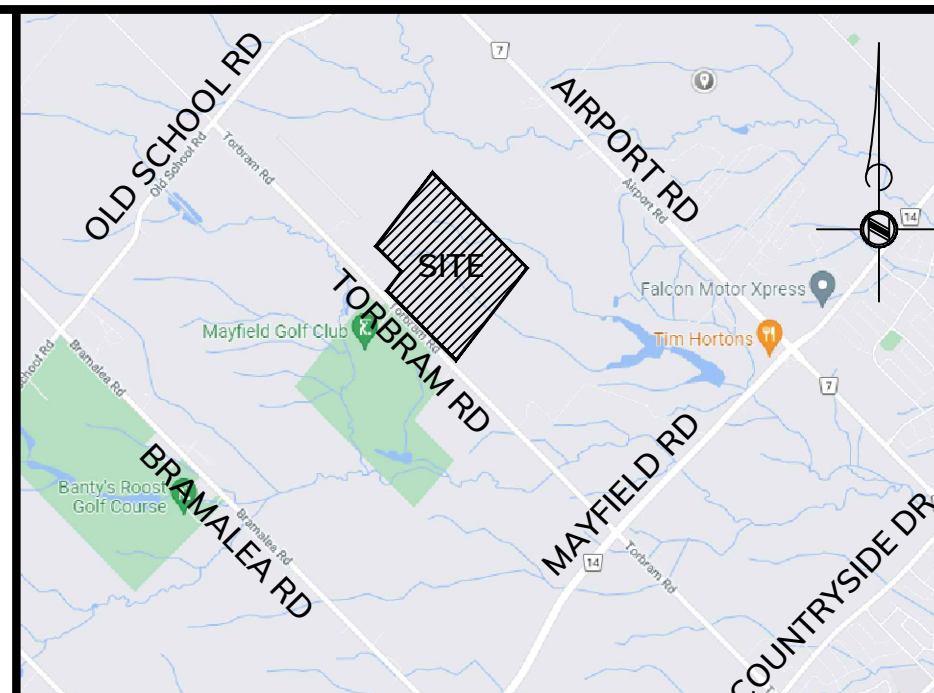 OLD SCHOOL RD
Old School Rd
Torbram Rd
7
AIRPORT RD
Airport Rd
14
SITE
TORBRAM RD
Torbram Rd
Mayfield Golf Club
Falcon Motor Xpress
Tim Hortons
7
hool Rd
Bramalea Rd
BRAMALEA RD
Banty's Roost
Golf Course
Bramalea Rd
MAYFIELD RD
14
Torbram Rd
COUNTRYSIDE DR